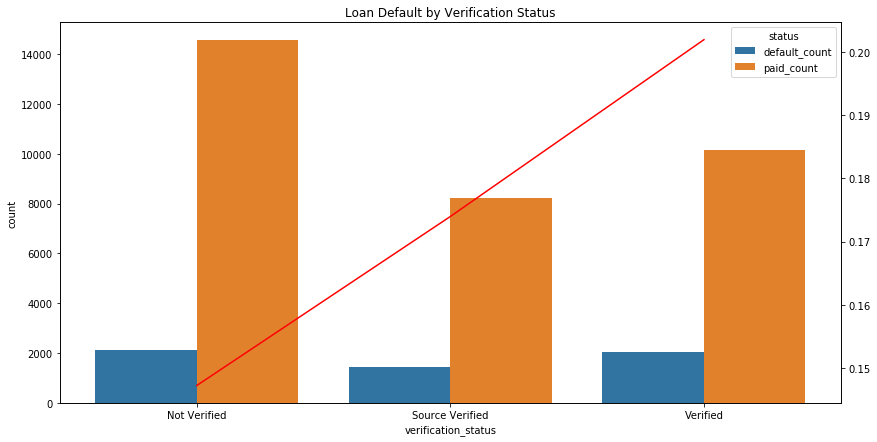 Loan Default by Verification Status
status
default_count
paid_count
count
14000
12000
10000
8000
6000
4000
2000
0
0.20
0.19
0.18
0.17
0.16
0.15
Not Verified
Source Verified
Verified
verification_status